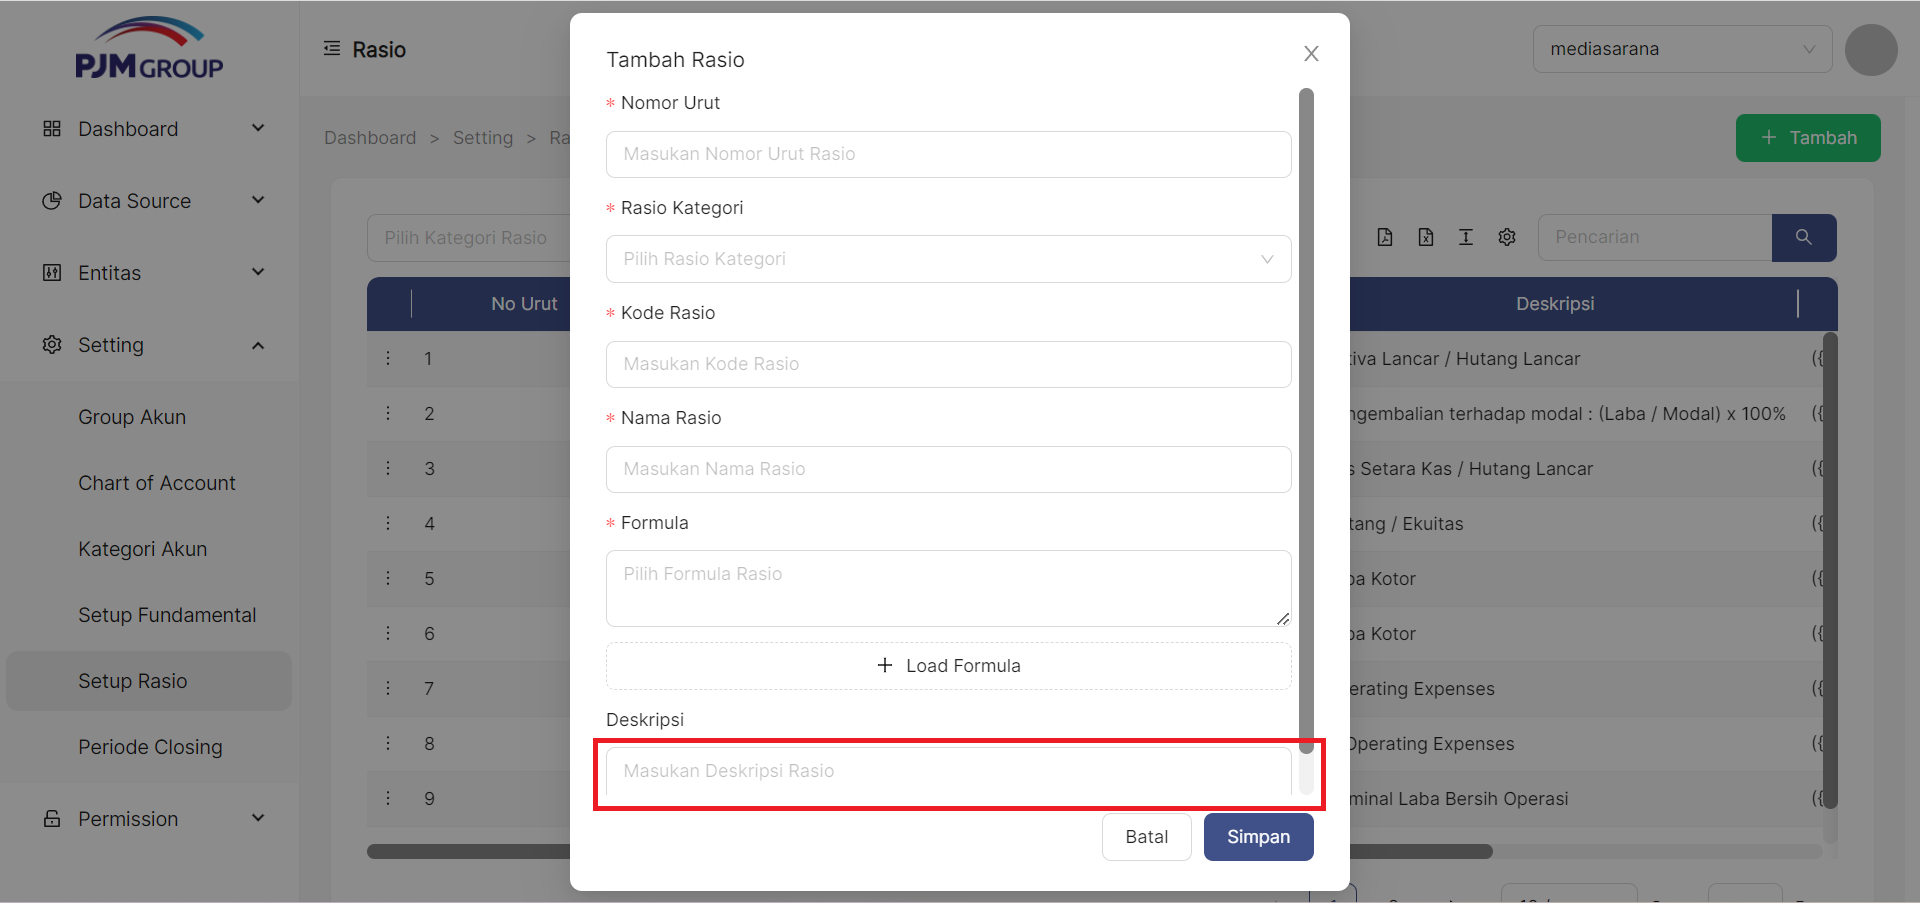 PJM GROUP
Dashboard
Data Source
Entitas
Setting
Group Akun
Chart of Account
Kategori Akun
Setup Fundamental
Setup Rasio
Periode Closing
Permission
Rasio
mediasarana
Dashboard > Setting > Ra
+ Tambah
Pilih Kategori Rasio
Pencarian
No Urut
Deskripsi
1
tiva Lancar / Hutang Lancar ({
2
ngembalian terhadap modal : (Laba / Modal) x 100% ({
3
s Setara Kas / Hutang Lancar ({
4
tang / Ekuitas ({
5
ba Kotor ({
6
ba Kotor ({
7
erating Expenses ({
8
Operating Expenses ({
9
minal Laba Bersih Operasi ({
Tambah Rasio
* Nomor Urut
Masukan Nomor Urut Rasio
* Rasio Kategori
Pilih Rasio Kategori
* Kode Rasio
Masukan Kode Rasio
* Nama Rasio
Masukan Nama Rasio
* Formula
Pilih Formula Rasio
+ Load Formula
Deskripsi
Masukan Deskripsi Rasio
Batal
Simpan